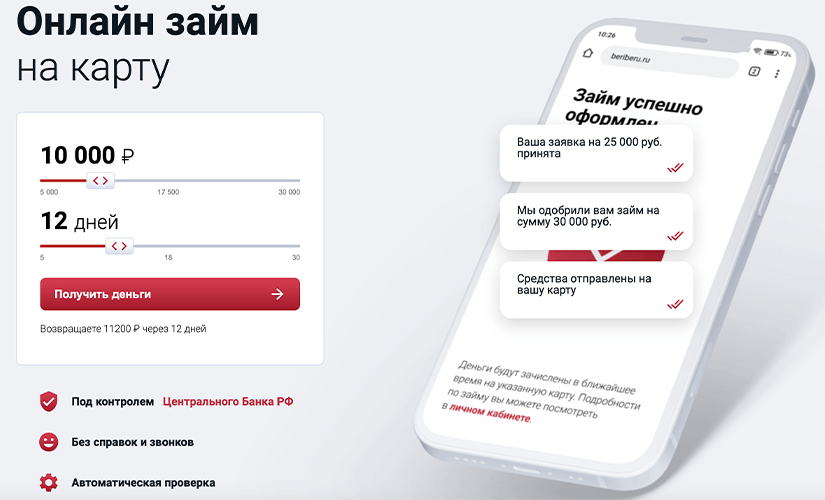 Онлайн займ
на карту
10 000 ₽
5 000 17 500 30 000
12 дней
5 18 30
Получить деньги
Возвращаете 11200 ₽ через 12 дней
Под контролем Центрального Банка РФ
Без справок и звонков
Автоматическая проверка
10:26
73%
beriberu.ru
2
Займ успешно
оформлен
Ваша заявка на 25 000 руб.
принята
Мы одобрили вам займ на
сумму 30 000 руб.
Средства отправлены на
вашу карту
Деньги будут зачислены в ближайшее
время на указанную карту. Подробности
по займу вы можете посмотреть
в личном кабинете.